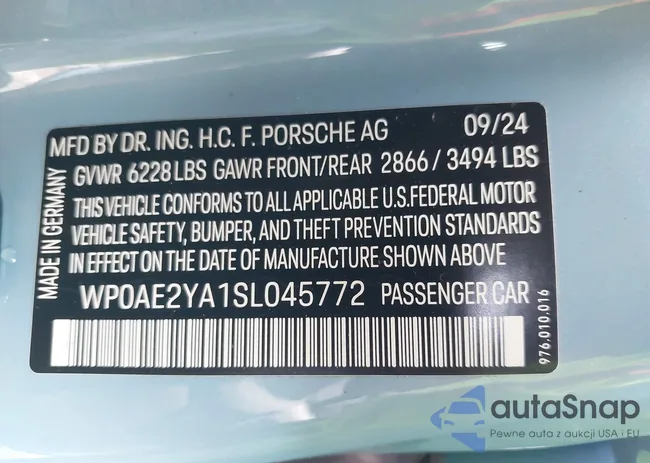 MFD BY DR. ING. H.C. F. PORSCHE AG 09/24
GVWR 6228 LBS GAWR FRONT/REAR 2866 / 3494 LBS
THIS VEHICLE CONFORMS TO ALL APPLICABLE U.S. FEDERAL MOTOR
VEHICLE SAFETY, BUMPER, AND THEFT PREVENTION STANDARDS
IN EFFECT ON THE DATE OF MANUFACTURE SHOWN ABOVE
WP0AE2YA1SL045772 PASSENGER CAR
MADE IN GERMANY
976.010.016
autaSnap
Pewne auta z aukcji USA i EU